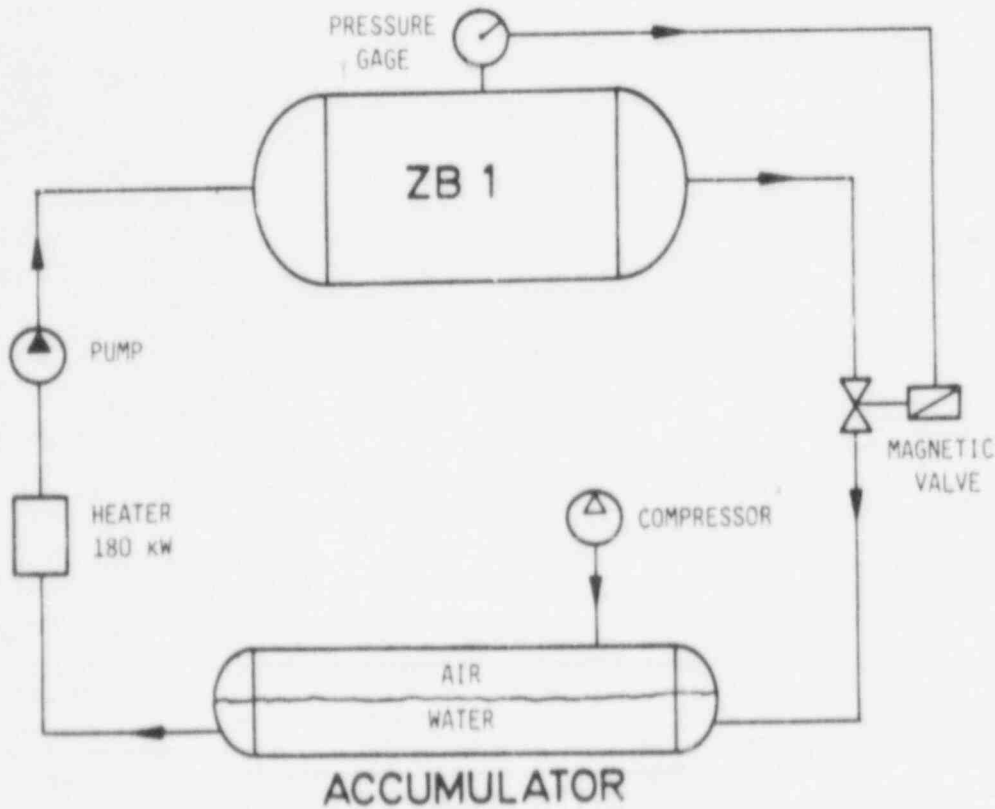 PRESSURE
GAGE
ZB 1
PUMP
MAGNETIC
VALVE
HEATER
180 KW
COMPRESSOR
AIR
WATER
ACCUMULATOR